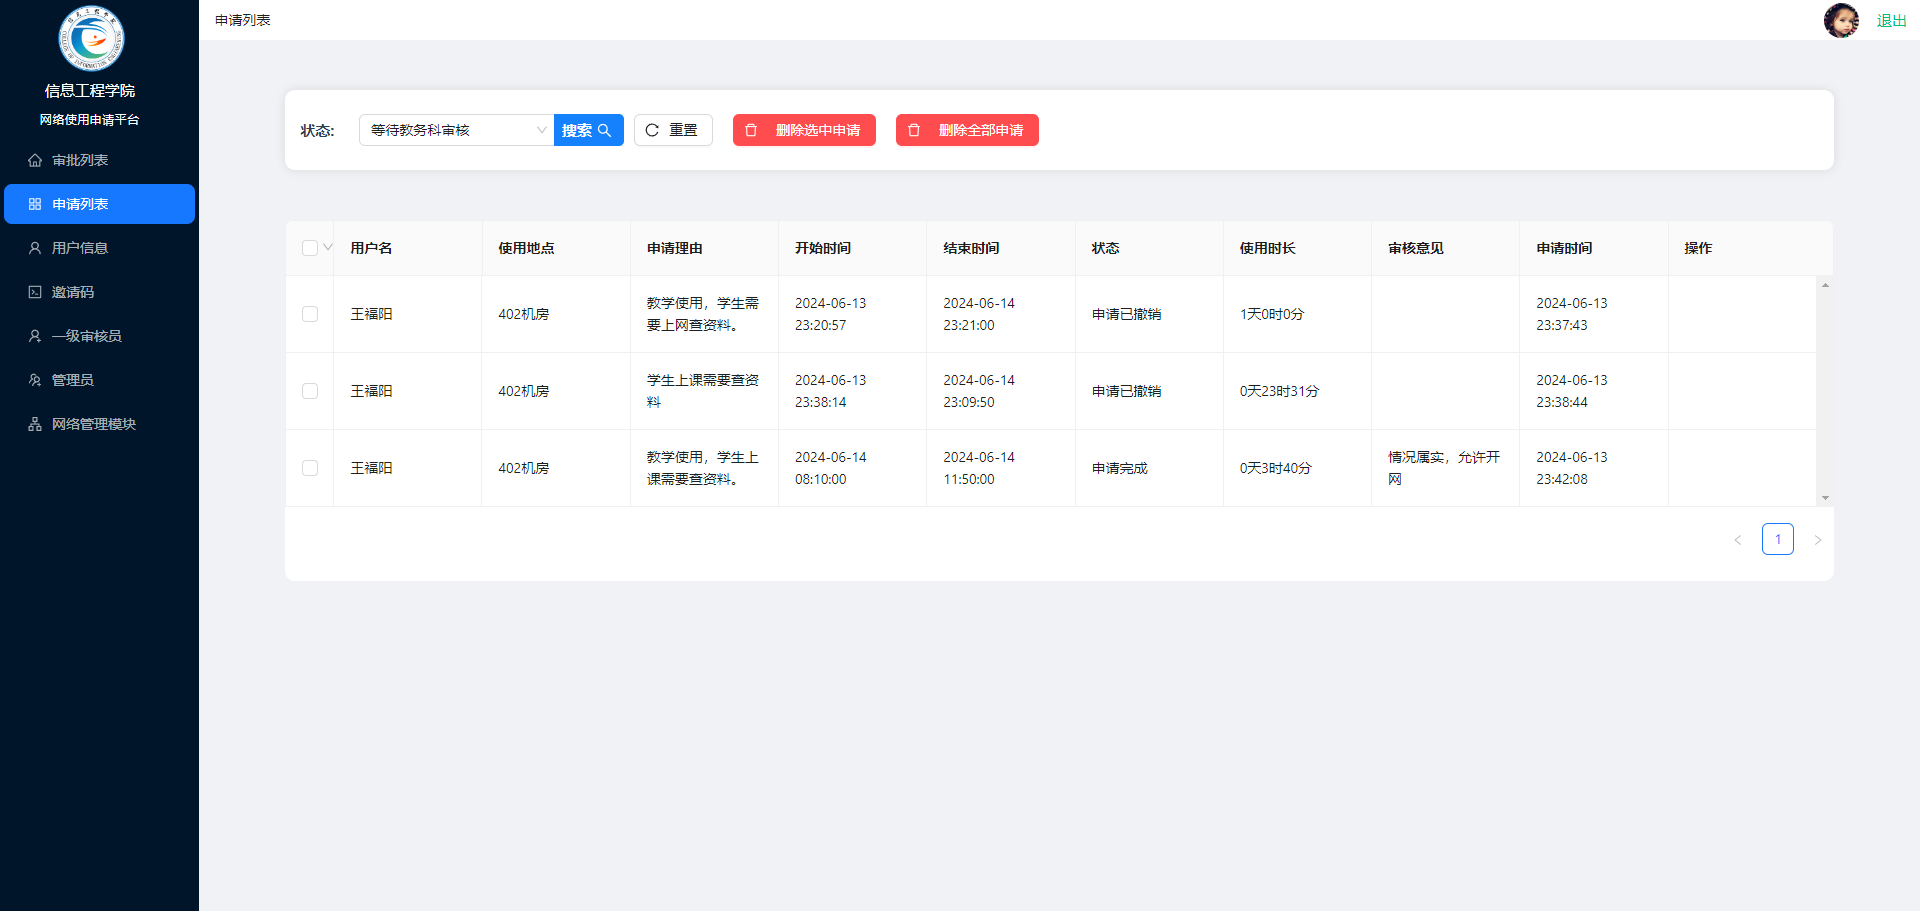 信息工程学院
网络使用申请平台
审批列表
申请列表
用户信息
邀请码
一级审核员
管理员
网络管理模块
申请列表
退出
状态:
等待教务科审核
搜索
重置
删除选中申请
删除全部申请
用户名 使用地点 申请理由 开始时间 结束时间 状态 使用时长 审核意见 申请时间 操作
王福阳 402机房 教学使用，学生需 2024-06-13 2024-06-14 申请已撤销 1天0时0分 2024-06-13
要上网查资料。 23:20:57 23:21:00 23:37:43
王福阳 402机房 学生上课需要查资 2024-06-13 2024-06-14 申请已撤销 0天23时31分 2024-06-13
料 23:38:14 23:09:50 23:38:44
王福阳 402机房 教学使用，学生上 2024-06-14 2024-06-14 申请完成 0天3时40分 情况属实，允许开 2024-06-13
课需要查资料。 08:10:00 11:50:00 网 23:42:08
1